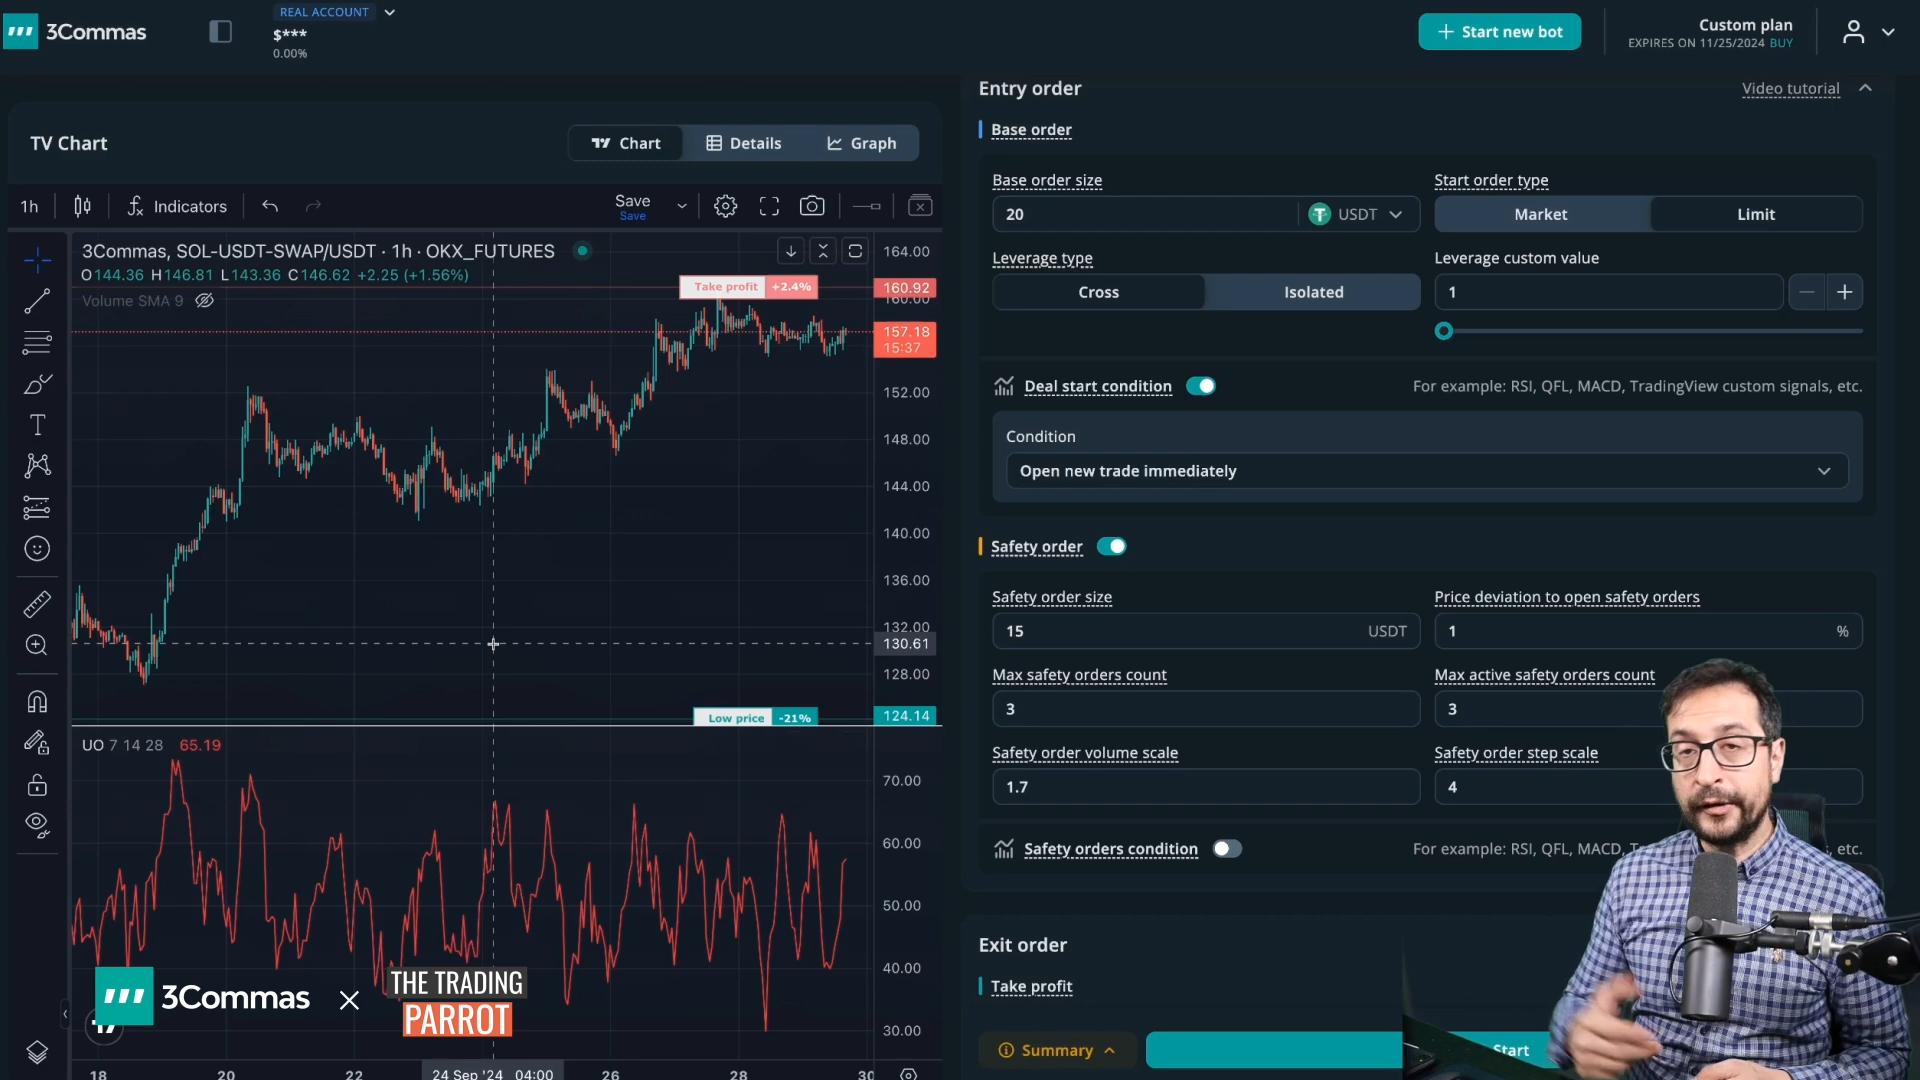 3Commas
REAL ACCOUNT
$***
0.00%
Start new bot
Custom plan
EXPIRES ON 11/25/2024 BUY
TV Chart
Chart
Details
Graph
1h
Indicators
Save
Save
3Commas, SOL-USDT-SWAP/USDT · 1h · OKX_FUTURES
O144.36 H146.81 L143.36 C146.62 +2.25 (+1.56%)
Volume SMA 9
Take profit +2.4%
164.00
160.92
160.00
157.18
15:37
152.00
148.00
144.00
140.00
136.00
132.00
130.61
128.00
Low price -21%
124.14
UO 7 14 28 65.19
70.00
60.00
50.00
40.00
30.00
3Commas
THE TRADING
PARROT
18
20
22
24 Sep '24 04:00
26
28
30
Entry order
Video tutorial
Base order
Base order size
Start order type
20
USDT
Market
Limit
Leverage type
Leverage custom value
Cross
Isolated
1
Deal start condition
For example: RSI, QFL, MACD, TradingView custom signals, etc.
Condition
Open new trade immediately
Safety order
Safety order size
Price deviation to open safety orders
15
USDT
1
%
Max safety orders count
Max active safety orders count
3
3
Safety order volume scale
Safety order step scale
1.7
4
Safety orders condition
For example: RSI, QFL, MACD, etc.
Exit order
Take profit
Summary
Start